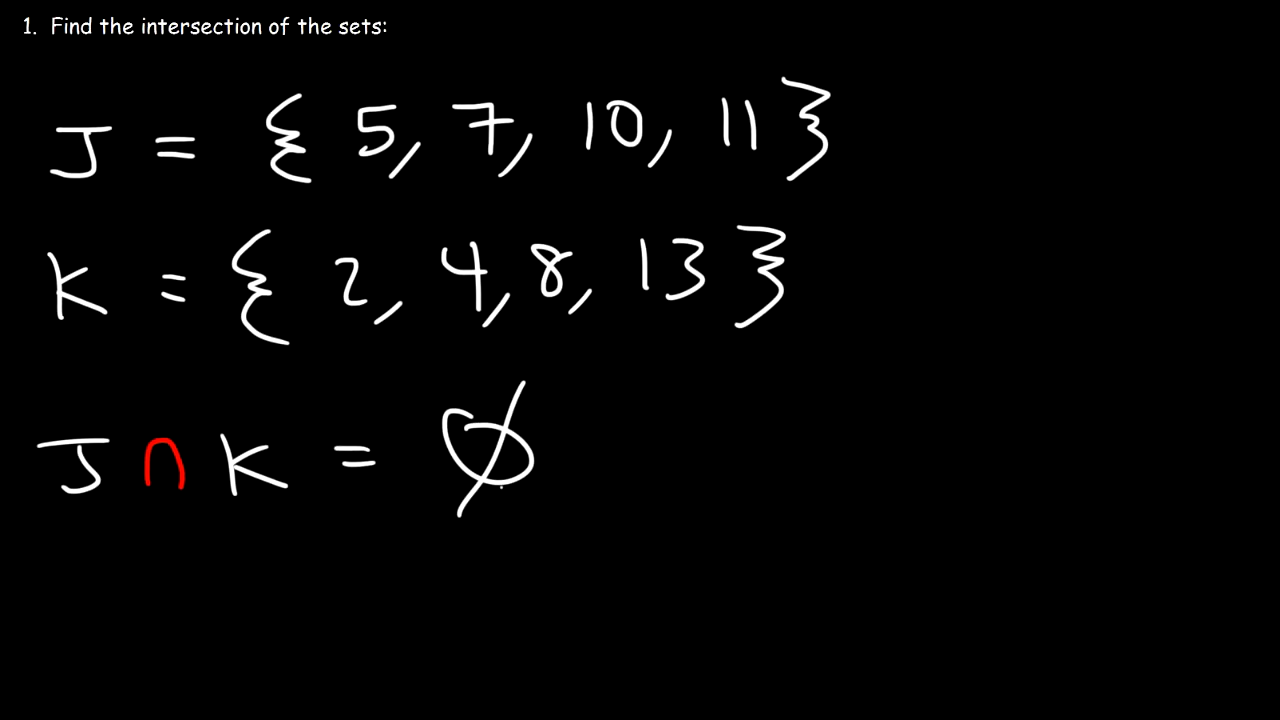 1. Find the intersection of the sets:
J = { 5, 7, 10, 11 }
K = { 2, 4, 8, 13 }
J ∩ K = ∅